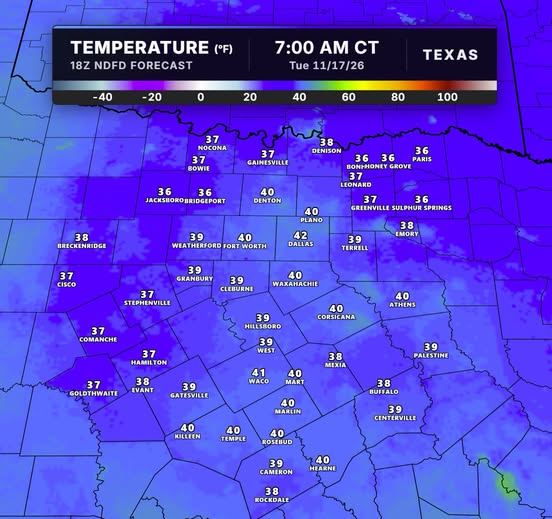 TEMPERATURE (°F)
18Z NDFD FORECAST
7:00 AM CT
Tue 11/17/26
TEXAS
-40 -20 0 20 40 60 80 100
37
NOCONA
38
DENISON
37
BOWIE
37
GAINESVILLE
36
BON
36
HONEY GROVE
36
PARIS
37
LEONARD
36
JACKSBORO
36
BRIDGEPORT
40
DENTON
37
GREENVILLE
36
SULPHUR SPRINGS
40
PLANO
38
EMORY
38
BRECKENRIDGE
39
WEATHERFORD
40
FORT WORTH
42
DALLAS
39
TERRELL
37
CISCO
39
GRANBURY
39
CLEBURNE
40
WAXAHACHIE
37
STEPHENVILLE
40
ATHENS
40
CORSICANA
39
HILLSBORO
37
COMANCHE
39
WEST
37
HAMILTON
38
MEXIA
39
PALESTINE
37
GOLDTHWAITE
38
EVANT
39
GATESVILLE
41
WACO
40
MART
38
BUFFALO
40
MARLIN
39
CENTERVILLE
40
KILLEEN
40
TEMPLE
40
ROSEBUD
39
CAMERON
40
HEARNE
38
ROCKDALE